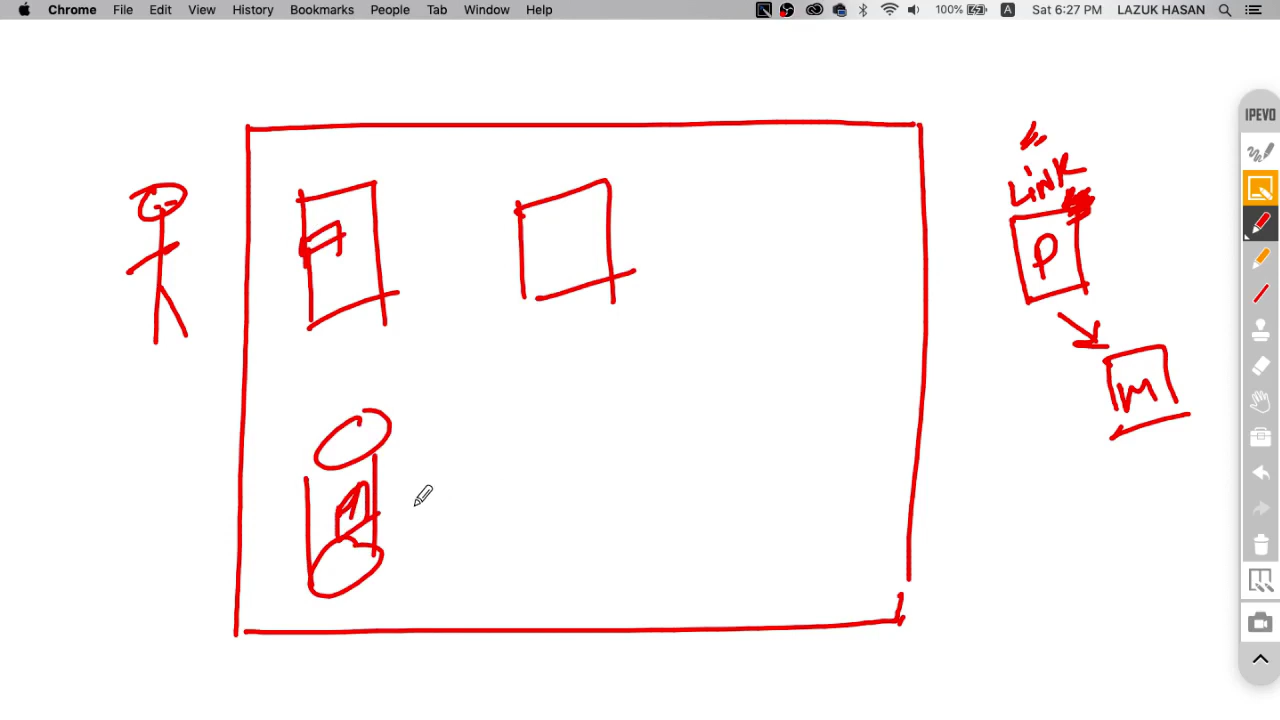 Chrome File Edit View History Bookmarks People Tab Window Help 100% A Sat 6:27 PM LAZUK HASAN
IPEVO
LiNK
P
M